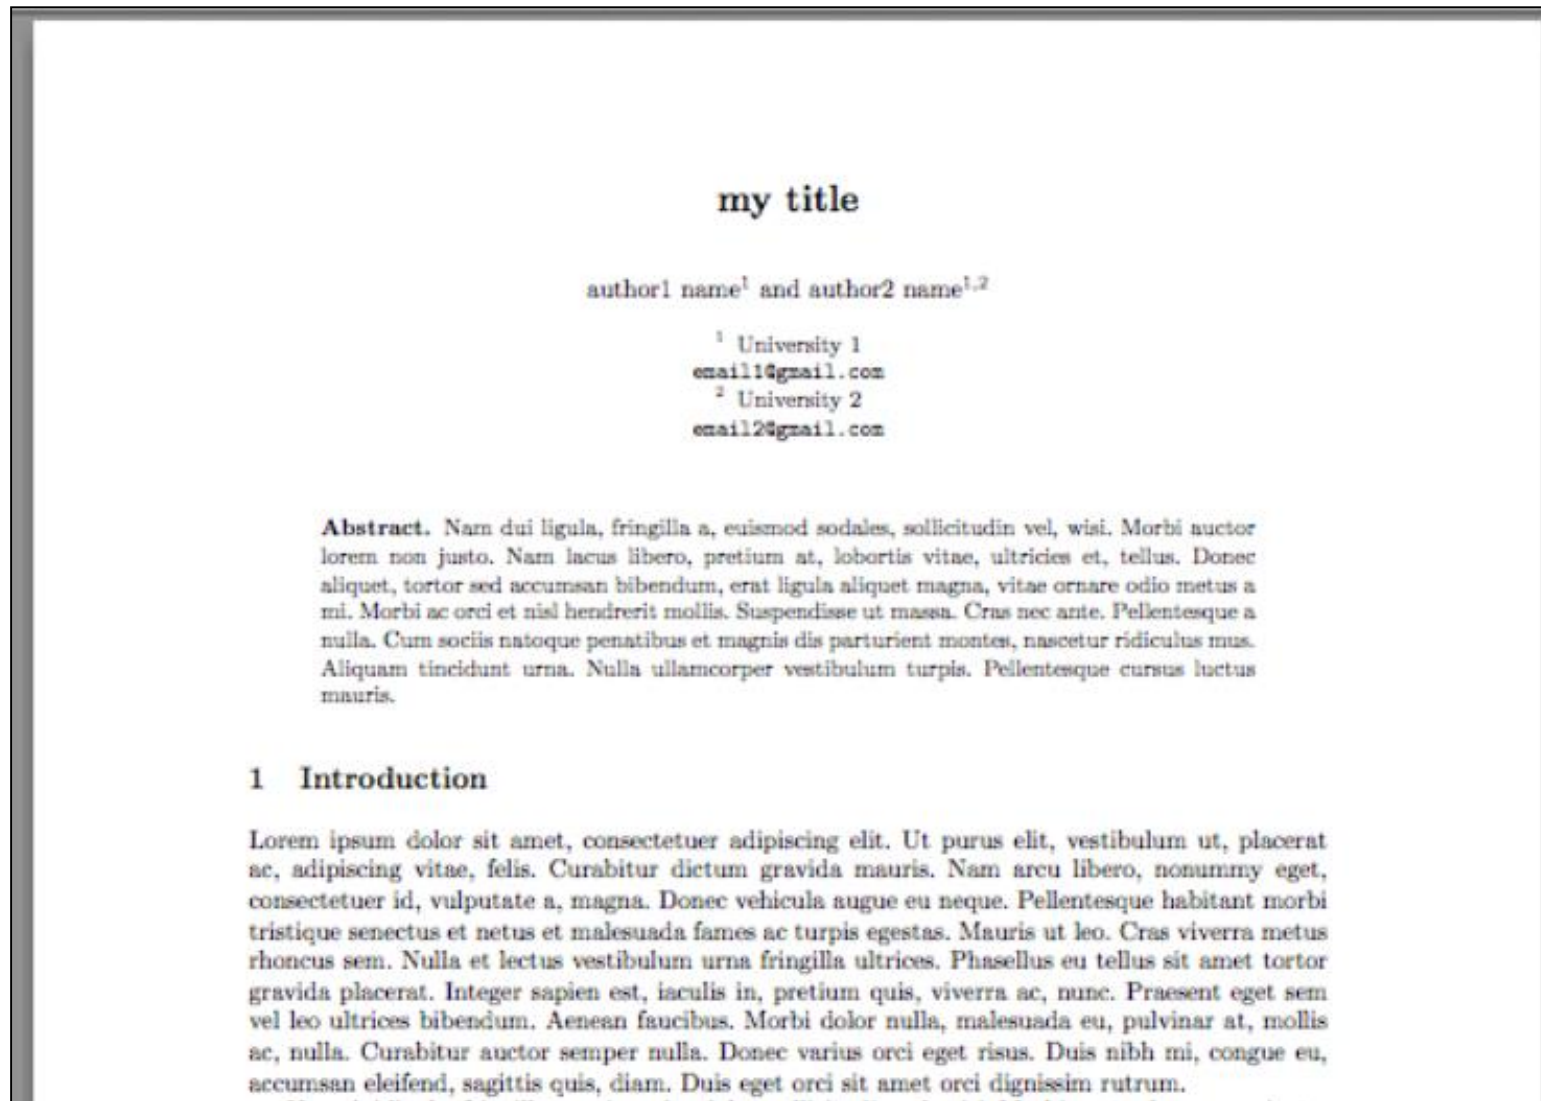 my title
author1 name¹ and author2 name¹,²
¹ University 1
email1@gmail.com
² University 2
email2@gmail.com
Abstract. Nam dui ligula, fringilla a, euismod sodales, sollicitudin vel, wisi. Morbi auctor
lorem non justo. Nam lacus libero, pretium at, lobortis vitae, ultricies et, tellus. Donec
aliquet, tortor sed accumsan bibendum, erat ligula aliquet magna, vitae ornare odio metus a
mi. Morbi ac orci et nisl hendrerit mollis. Suspendisse ut massa. Cras nec ante. Pellentesque a
nulla. Cum sociis natoque penatibus et magnis dis parturient montes, nascetur ridiculus mus.
Aliquam tincidunt urna. Nulla ullamcorper vestibulum turpis. Pellentesque cursus luctus
mauris.
1 Introduction
Lorem ipsum dolor sit amet, consectetuer adipiscing elit. Ut purus elit, vestibulum ut, placerat
ac, adipiscing vitae, felis. Curabitur dictum gravida mauris. Nam arcu libero, nonummy eget,
consectetuer id, vulputate a, magna. Donec vehicula augue eu neque. Pellentesque habitant morbi
tristique senectus et netus et malesuada fames ac turpis egestas. Mauris ut leo. Cras viverra metus
rhoncus sem. Nulla et lectus vestibulum urna fringilla ultrices. Phasellus eu tellus sit amet tortor
gravida placerat. Integer sapien est, iaculis in, pretium quis, viverra ac, nunc. Praesent eget sem
vel leo ultrices bibendum. Aenean faucibus. Morbi dolor nulla, malesuada eu, pulvinar at, mollis
ac, nulla. Curabitur auctor semper nulla. Donec varius orci eget risus. Duis nibh mi, congue eu,
accumsan eleifend, sagittis quis, diam. Duis eget orci sit amet orci dignissim rutrum.